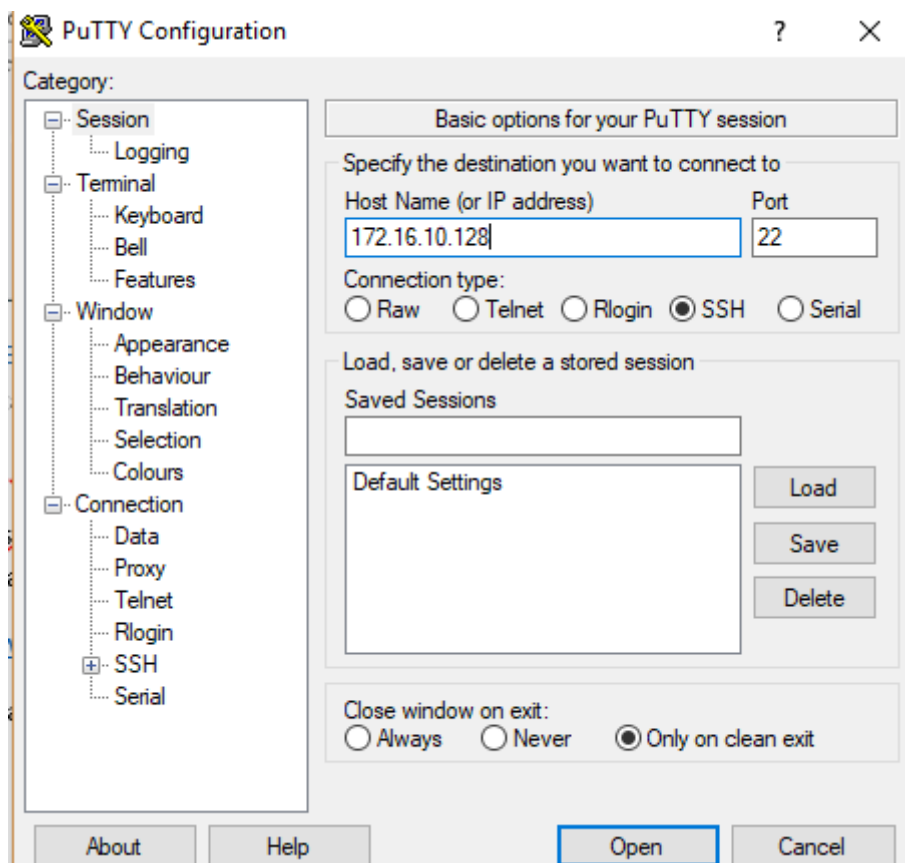 PuTTY Configuration
?
Category:
Session
Logging
Terminal
Keyboard
Bell
Features
Window
Appearance
Behaviour
Translation
Selection
Colours
Connection
Data
Proxy
Telnet
Rlogin
SSH
Serial
Basic options for your PuTTY session
Specify the destination you want to connect to
Host Name (or IP address) Port
172.16.10.128 22
Connection type:
Raw Telnet Rlogin SSH Serial
Load, save or delete a stored session
Saved Sessions
Default Settings
Load
Save
Delete
Close window on exit:
Always Never Only on clean exit
About Help Open Cancel